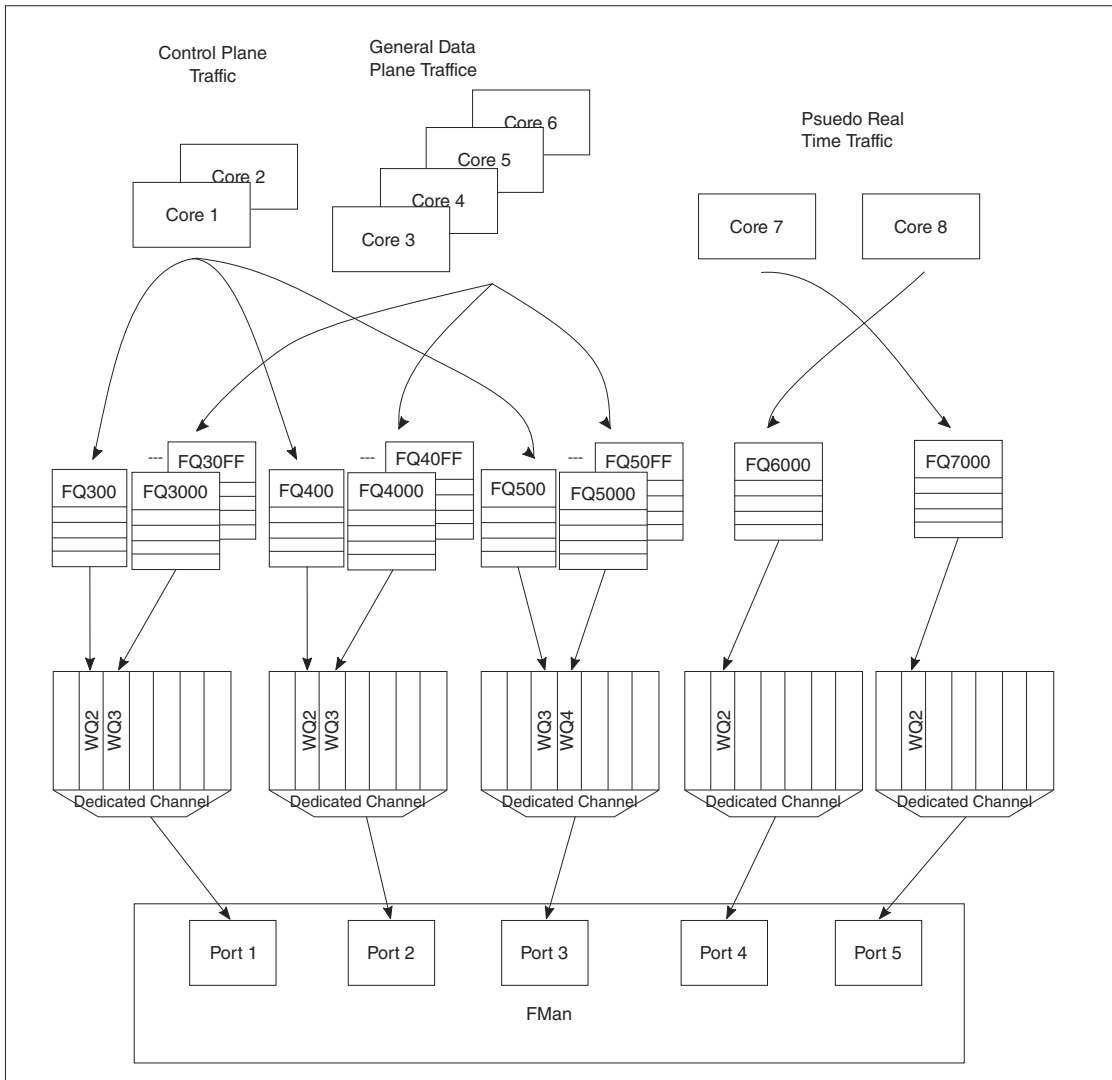 Control Plane
Traffic
General Data
Plane Traffice
Psuedo Real
Time Traffic
Core 6
Core 5
Core 4
Core 3
Core 2
Core 1
Core 7
Core 8
---
FQ30FF
FQ300
FQ3000
---
FQ40FF
FQ400
FQ4000
---
FQ50FF
FQ500
FQ5000
FQ6000
FQ7000
WQ2
WQ3
WQ2
WQ3
WQ3
WQ4
WQ2
WQ2
Dedicated Channel
Dedicated Channel
Dedicated Channel
Dedicated Channel
Dedicated Channel
Port 1
Port 2
Port 3
Port 4
Port 5
FMan